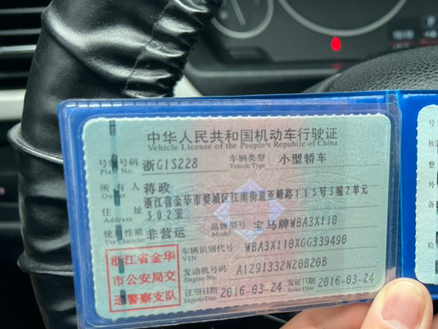 中华人民共和国机动车行驶证
Vehicle License of the People's Republic of China
号牌号码 浙G1S228 车辆类型 小型轿车
Plate No. Vehicle Type
所有人 蒋政
Owner
住址 浙江省金华市婺城区江南街道亚峰路115号3幢2单元
Address 302室
使用性质 非营运 品牌型号 宝马牌WBA3X110
Use Character Model
浙江省金华
市公安局交
通警察支队
车辆识别代号 WBA3X110XGG339490
VIN
发动机号码 A1291332N20B20B
Engine No.
注册日期 2016-03-24 发证日期 2016-03-24
Register Date Issue Date